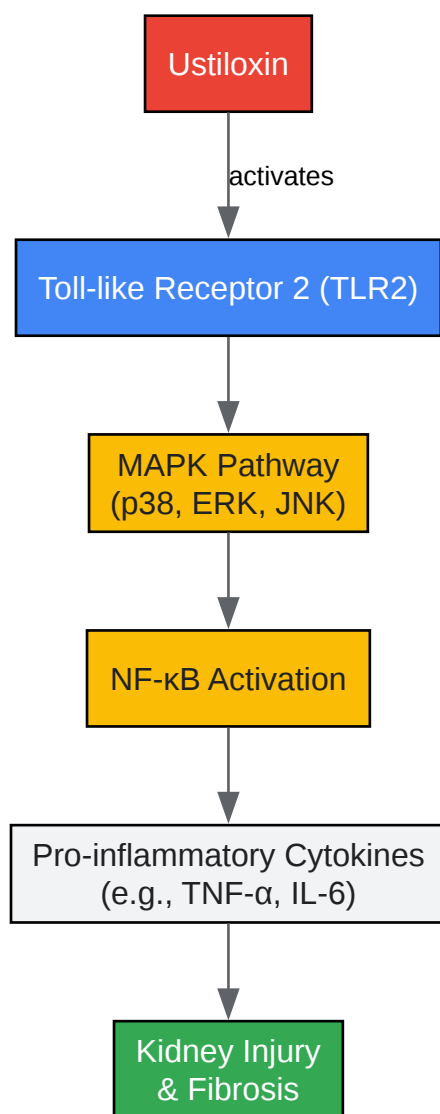 Ustiloxin
activates
Toll-like Receptor 2 (TLR2)
MAPK Pathway
(p38, ERK, JNK)
NF-κB Activation
Pro-inflammatory Cytokines
(e.g., TNF-α, IL-6)
Kidney Injury
& Fibrosis